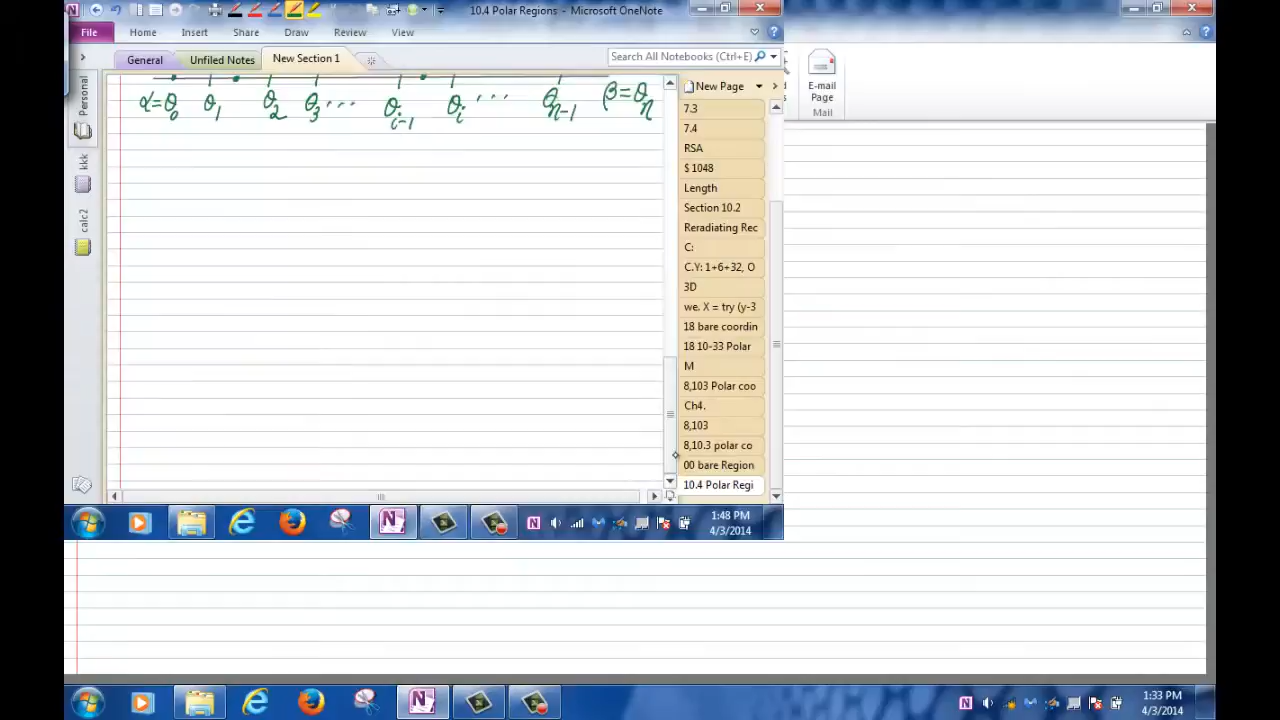 10.4 Polar Regions - Microsoft OneNote
File Home Insert Share Draw Review View
General Unfiled Notes New Section 1 Search All Notebooks (Ctrl+E)
E-mail
Page
Mail
New Page
Personal
kkk
calc2
α=θ₀ θ₁ θ₂ θ₃ ... θᵢ₋₁ θᵢ ... θₙ₋₁ β=θₙ
7.3
7.4
RSA
$ 1048
Length
Section 10.2
Reradiating Rec
C:
C.Y: 1+6+32, O
3D
we. X = try (y-3
18 bare coordin
18 10-33 Polar
M
8,103 Polar coo
Ch4.
8,103
8,10.3 polar co
00 bare Region
10.4 Polar Regi
1:48 PM
4/3/2014
1:33 PM
4/3/2014